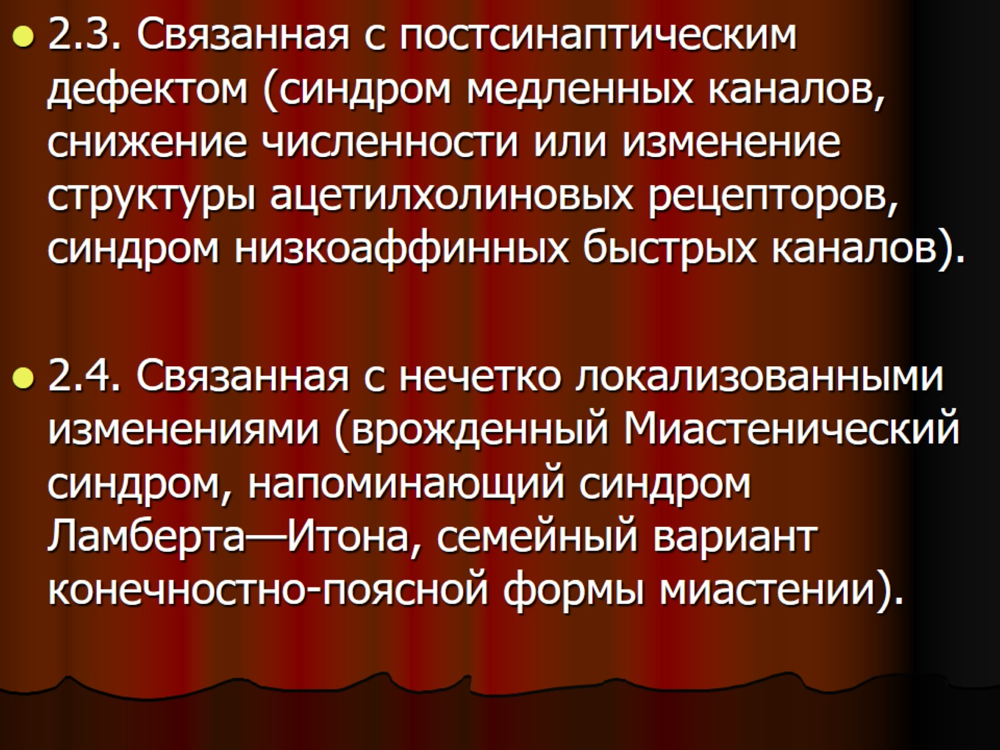 2.3. Связанная с постсинаптическим
дефектом (синдром медленных каналов,
снижение численности или изменение
структуры ацетилхолиновых рецепторов,
синдром низкоаффинных быстрых каналов).
2.4. Связанная с нечетко локализованными
изменениями (врожденный Миастенический
синдром, напоминающий синдром
Ламберта—Итона, семейный вариант
конечностно-поясной формы миастении).